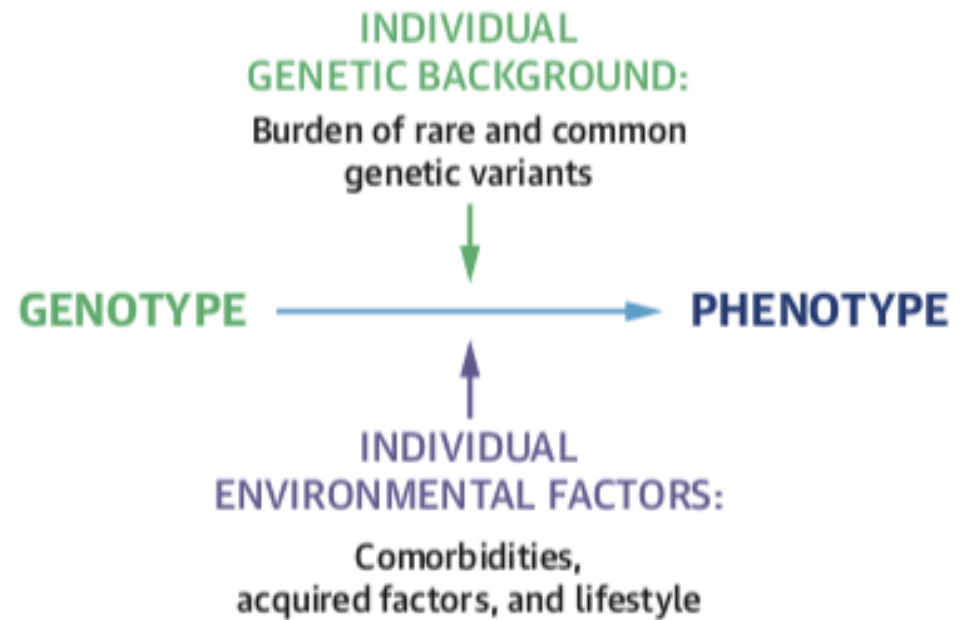 INDIVIDUAL
GENETIC BACKGROUND:
Burden of rare and common
genetic variants
GENOTYPE
PHENOTYPE
INDIVIDUAL
ENVIRONMENTAL FACTORS:
Comorbidities,
acquired factors, and lifestyle